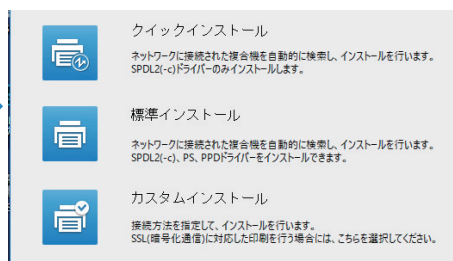 クイックインストール
ネットワークに接続された複合機を自動的に検索し、インストールを行います。
SPDL2(-c)ドライバーのみインストールします。
標準インストール
ネットワークに接続された複合機を自動的に検索し、インストールを行います。
SPDL2(-c)、PS、PPDドライバーをインストールできます。
カスタムインストール
接続方法を指定して、インストールを行います。
SSL(暗号化通信)に対応した印刷を行う場合には、こちらを選択してください。